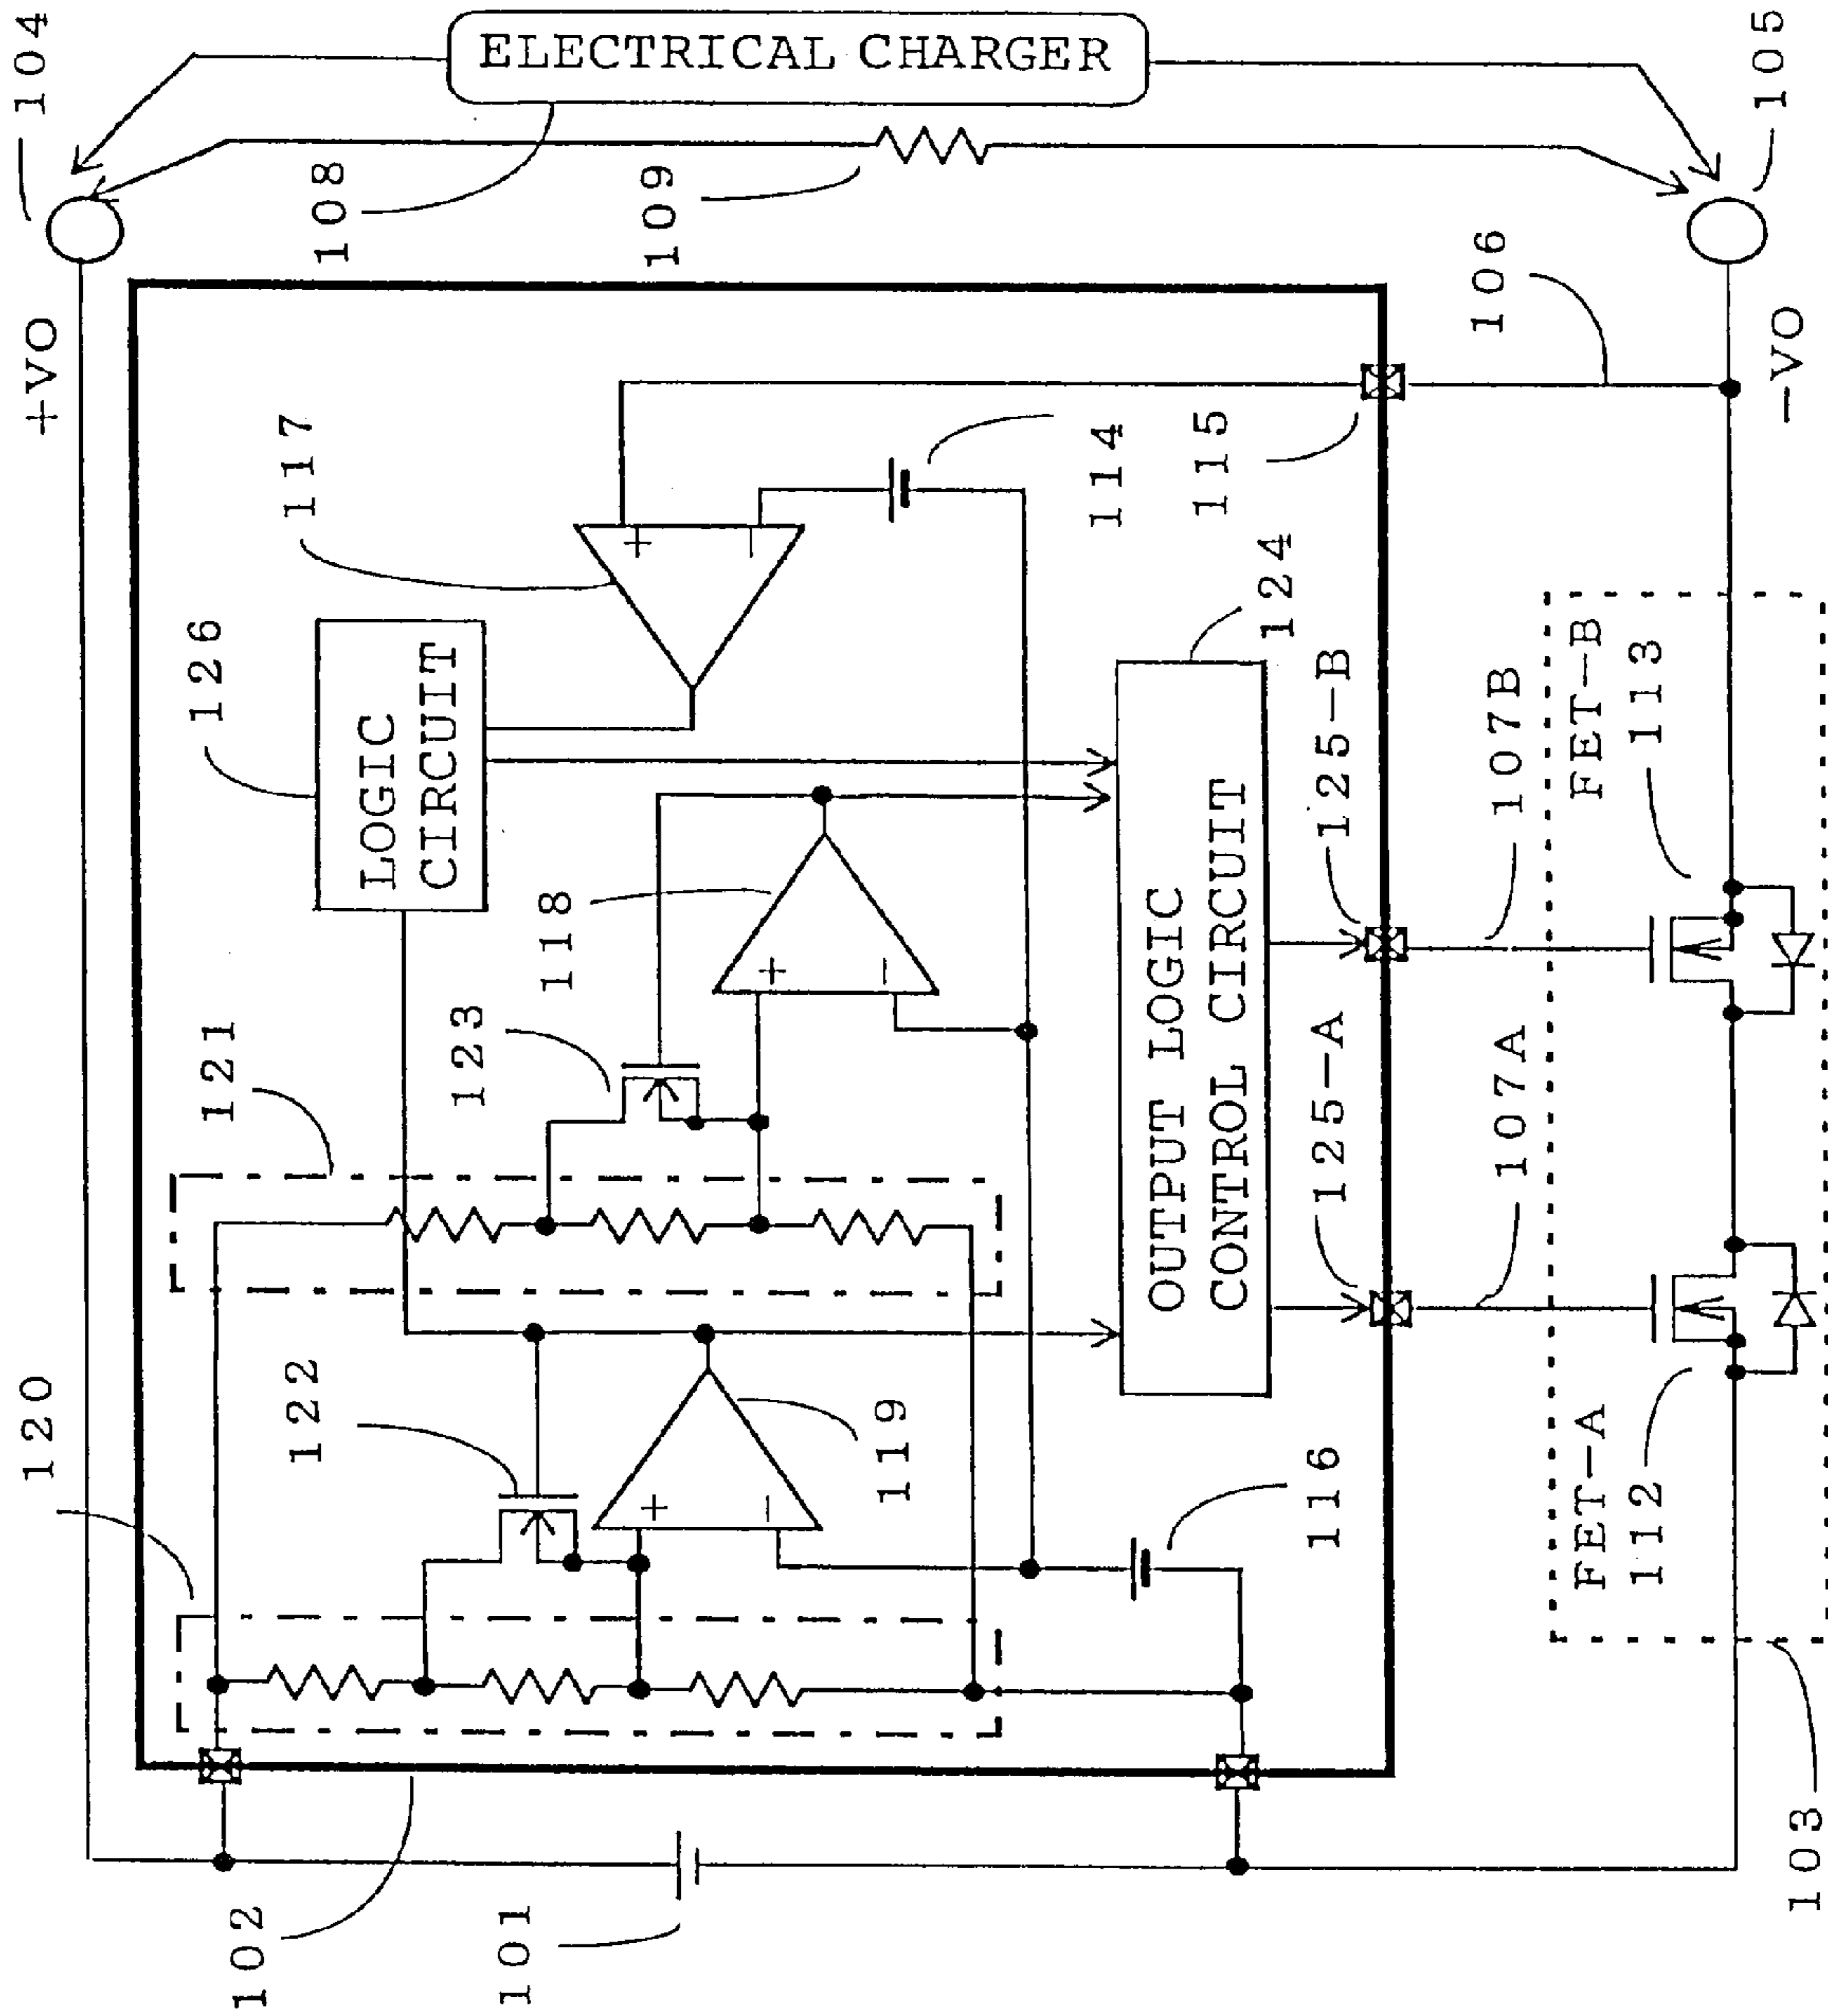 104
ELECTRICAL CHARGER
105
108
109
+VO
106
-VO
117
114
115
126
LOGIC
CIRCUIT
124
118
125-B
107B
FET-B
113
123
121
OUTPUT LOGIC
CONTROL CIRCUIT
125-A
107A
120
122
119
116
FET-A
112
102
101
103
+
-
+
-
+
-